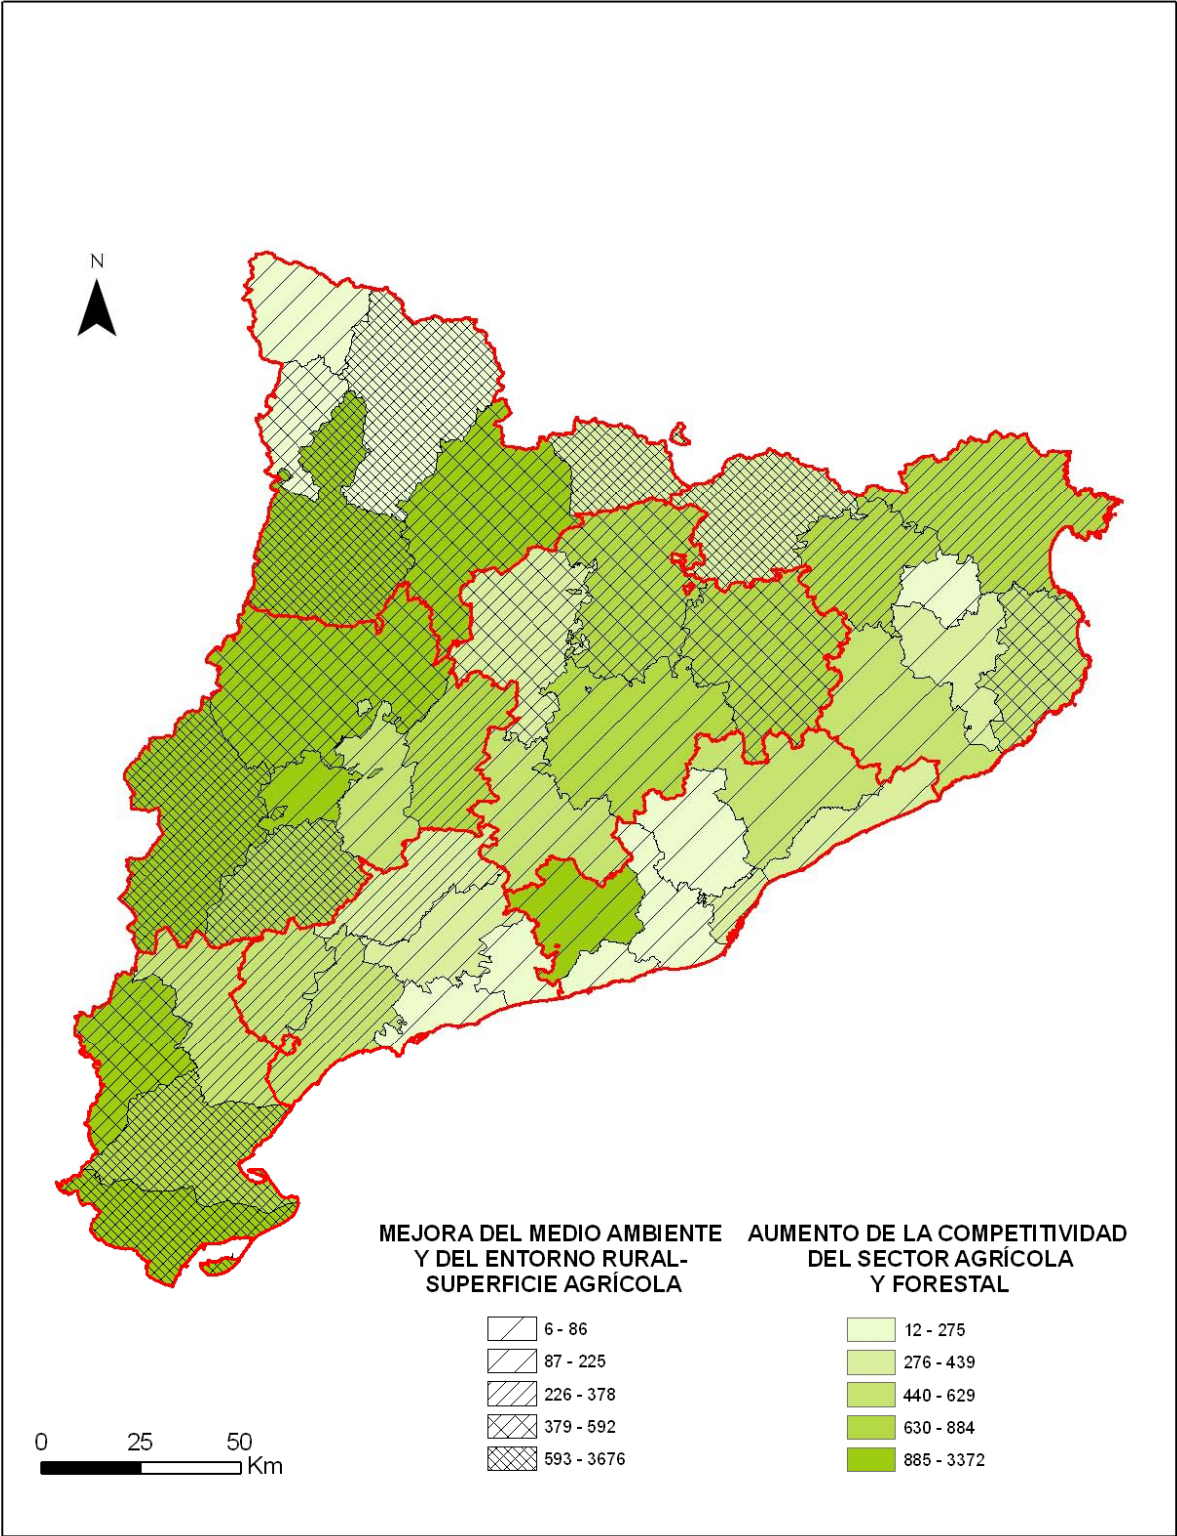 N
MEJORA DEL MEDIO AMBIENTE
Y DEL ENTORNO RURAL-
SUPERFICIE AGRÍCOLA
6 - 86
87 - 225
226 - 378
379 - 592
593 - 3676
AUMENTO DE LA COMPETITIVIDAD
DEL SECTOR AGRÍCOLA
Y FORESTAL
12 - 275
276 - 439
440 - 629
630 - 884
885 - 3372
0 25 50
Km